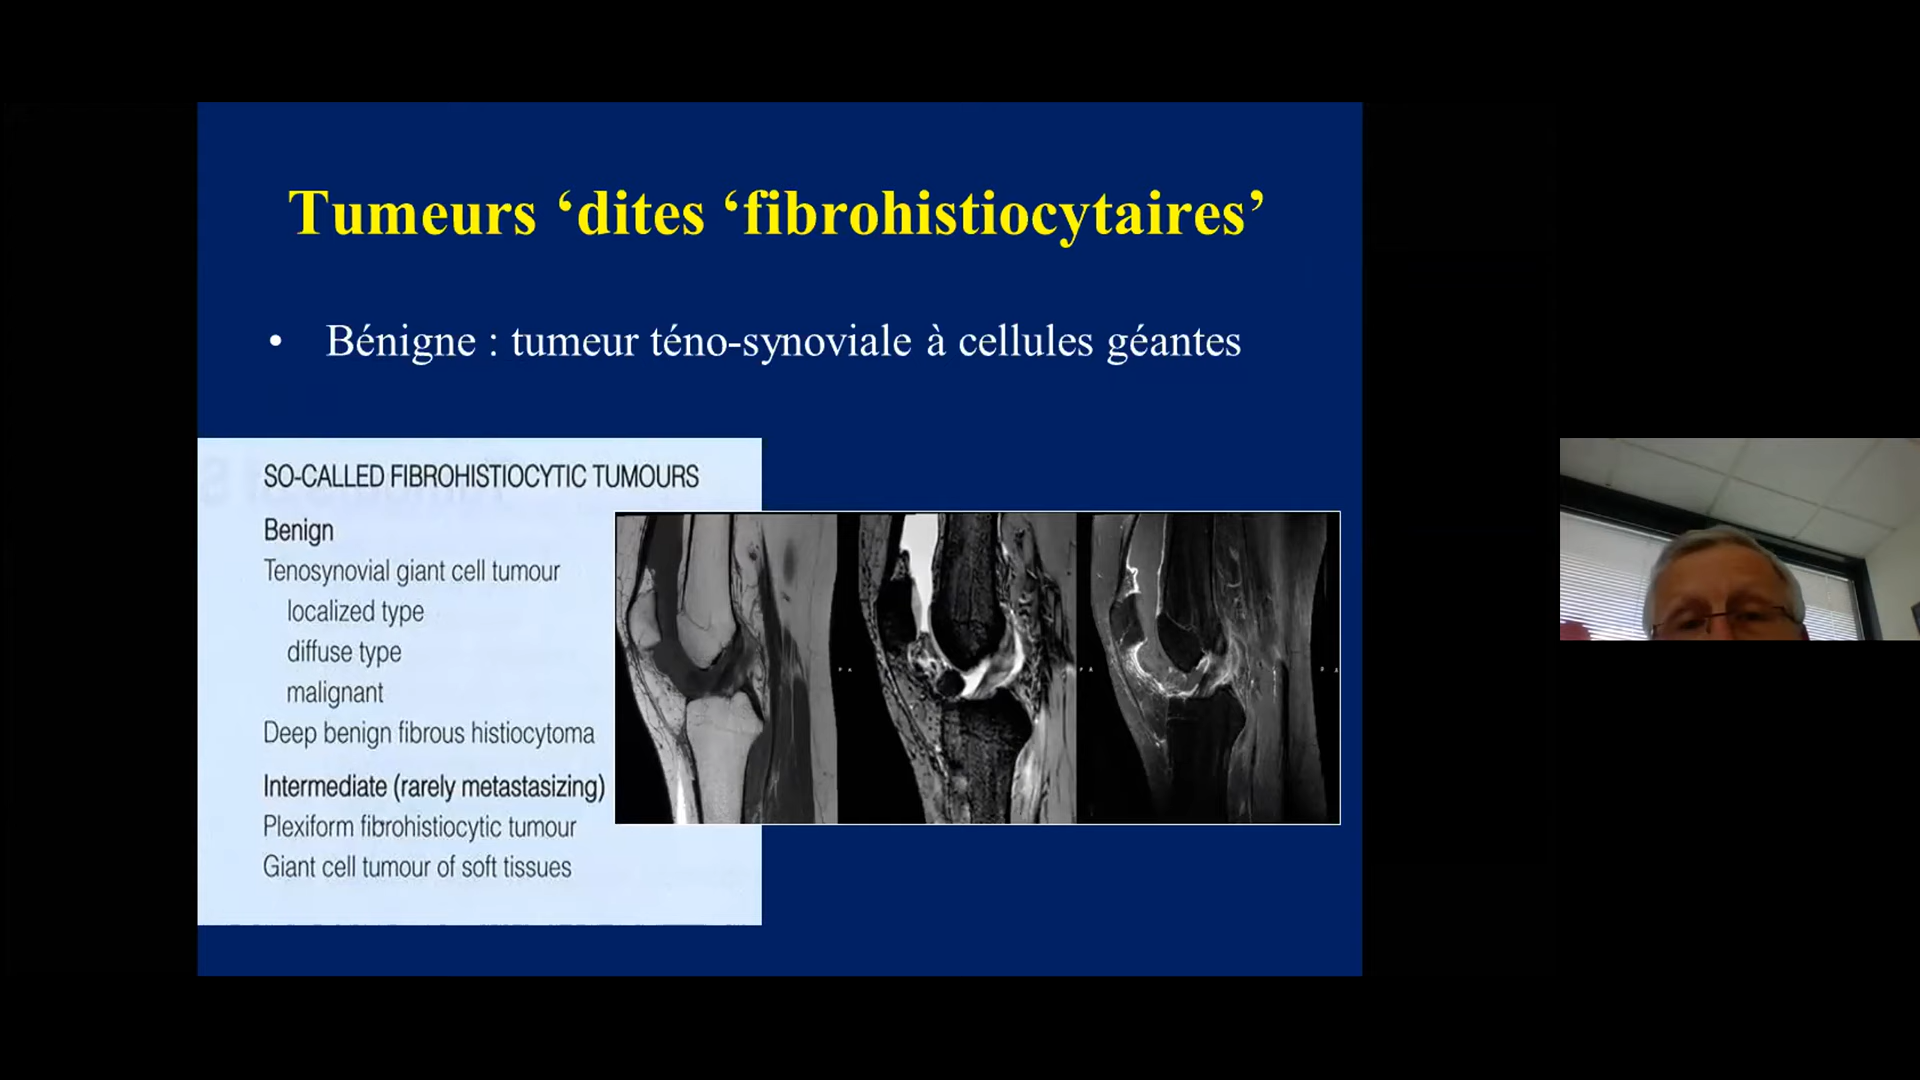 Tumeurs ‘dites ‘fibrohistiocytaires’
• Bénigne : tumeur téno-synoviale à cellules géantes
SO-CALLED FIBROHISTIOCYTIC TUMOURS
Benign
Tenosynovial giant cell tumour
localized type
diffuse type
malignant
Deep benign fibrous histiocytoma
Intermediate (rarely metastasizing)
Plexiform fibrohistiocytic tumour
Giant cell tumour of soft tissues
P A
P A